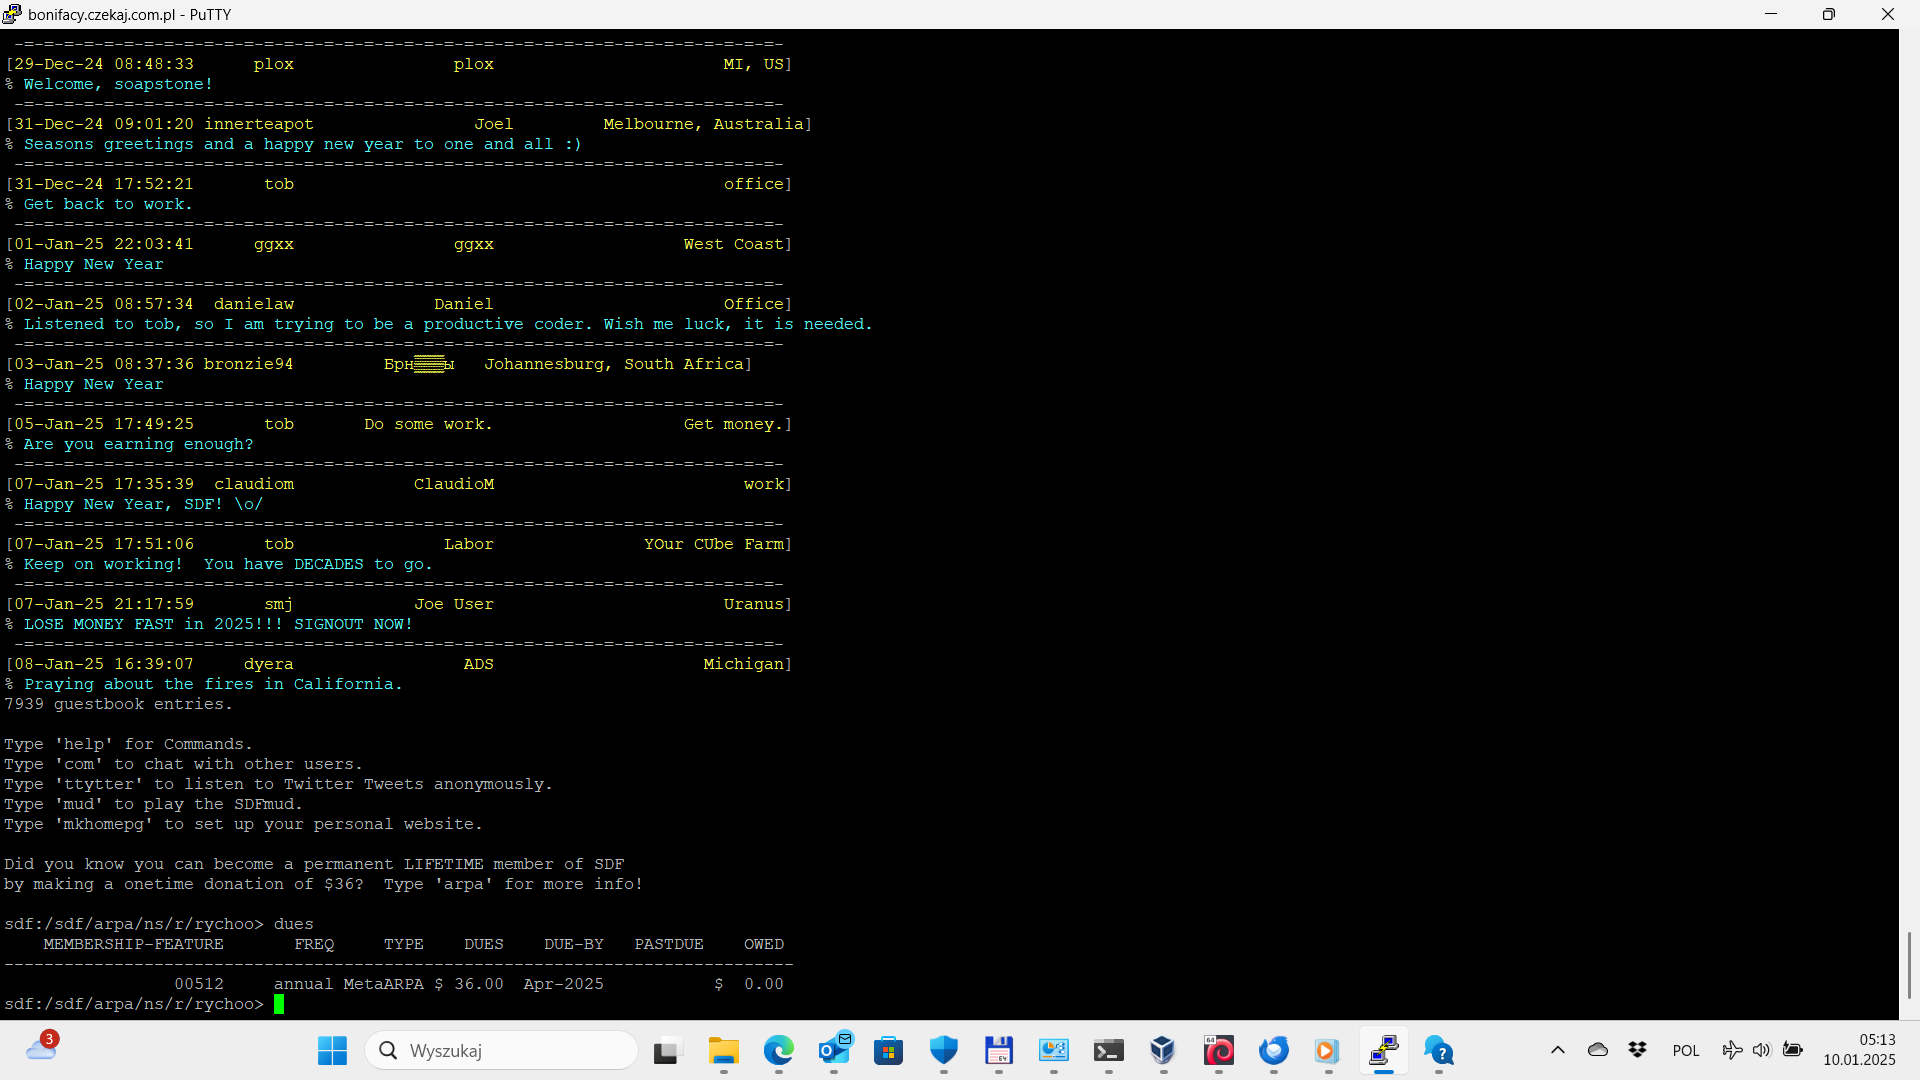 bonifacy.czekaj.com.pl - PuTTY
-=-=-=-=-=-=-=-=-=-=-=-=-=-=-=-=-=-=-=-=-=-=-=-=-=-=-=-=-=-=-=-=-=-=-=-=-=-=-
[29-Dec-24 08:48:33      plox                plox                       MI, US]
% Welcome, soapstone!
-=-=-=-=-=-=-=-=-=-=-=-=-=-=-=-=-=-=-=-=-=-=-=-=-=-=-=-=-=-=-=-=-=-=-=-=-=-=-
[31-Dec-24 09:01:20 innerteapot                Joel         Melbourne, Australia]
% Seasons greetings and a happy new year to one and all :)
-=-=-=-=-=-=-=-=-=-=-=-=-=-=-=-=-=-=-=-=-=-=-=-=-=-=-=-=-=-=-=-=-=-=-=-=-=-=-
[31-Dec-24 17:52:21       tob                                           office]
% Get back to work.
-=-=-=-=-=-=-=-=-=-=-=-=-=-=-=-=-=-=-=-=-=-=-=-=-=-=-=-=-=-=-=-=-=-=-=-=-=-=-
[01-Jan-25 22:03:41      ggxx                ggxx                   West Coast]
% Happy New Year
-=-=-=-=-=-=-=-=-=-=-=-=-=-=-=-=-=-=-=-=-=-=-=-=-=-=-=-=-=-=-=-=-=-=-=-=-=-=-
[02-Jan-25 08:57:34  danielaw              Daniel                       Office]
% Listened to tob, so I am trying to be a productive coder. Wish me luck, it is needed.
-=-=-=-=-=-=-=-=-=-=-=-=-=-=-=-=-=-=-=-=-=-=-=-=-=-=-=-=-=-=-=-=-=-=-=-=-=-=-
[03-Jan-25 08:37:36 bronzie94         Брн▒▒▒ы   Johannesburg, South Africa]
% Happy New Year
-=-=-=-=-=-=-=-=-=-=-=-=-=-=-=-=-=-=-=-=-=-=-=-=-=-=-=-=-=-=-=-=-=-=-=-=-=-=-
[05-Jan-25 17:49:25       tob       Do some work.                   Get money.]
% Are you earning enough?
-=-=-=-=-=-=-=-=-=-=-=-=-=-=-=-=-=-=-=-=-=-=-=-=-=-=-=-=-=-=-=-=-=-=-=-=-=-=-
[07-Jan-25 17:35:39  claudiom            ClaudioM                         work]
% Happy New Year, SDF! \o/
-=-=-=-=-=-=-=-=-=-=-=-=-=-=-=-=-=-=-=-=-=-=-=-=-=-=-=-=-=-=-=-=-=-=-=-=-=-=-
[07-Jan-25 17:51:06       tob               Labor               YOur CUbe Farm]
% Keep on working!  You have DECADES to go.
-=-=-=-=-=-=-=-=-=-=-=-=-=-=-=-=-=-=-=-=-=-=-=-=-=-=-=-=-=-=-=-=-=-=-=-=-=-=-
[07-Jan-25 21:17:59       smj            Joe User                       Uranus]
% LOSE MONEY FAST in 2025!!! SIGNOUT NOW!
-=-=-=-=-=-=-=-=-=-=-=-=-=-=-=-=-=-=-=-=-=-=-=-=-=-=-=-=-=-=-=-=-=-=-=-=-=-=-
[08-Jan-25 16:39:07     dyera                 ADS                     Michigan]
% Praying about the fires in California.
7939 guestbook entries.
Type 'help' for Commands.
Type 'com' to chat with other users.
Type 'ttytter' to listen to Twitter Tweets anonymously.
Type 'mud' to play the SDFmud.
Type 'mkhomepg' to set up your personal website.
Did you know you can become a permanent LIFETIME member of SDF
by making a onetime donation of $36?  Type 'arpa' for more info!
sdf:/sdf/arpa/ns/r/rychoo> dues
MEMBERSHIP-FEATURE       FREQ     TYPE    DUES    DUE-BY   PASTDUE    OWED
-------------------------------------------------------------------------------
00512     annual MetaARPA $ 36.00  Apr-2025           $  0.00
sdf:/sdf/arpa/ns/r/rychoo>
3
Wyszukaj
64
64
POL
05:13
10.01.2025